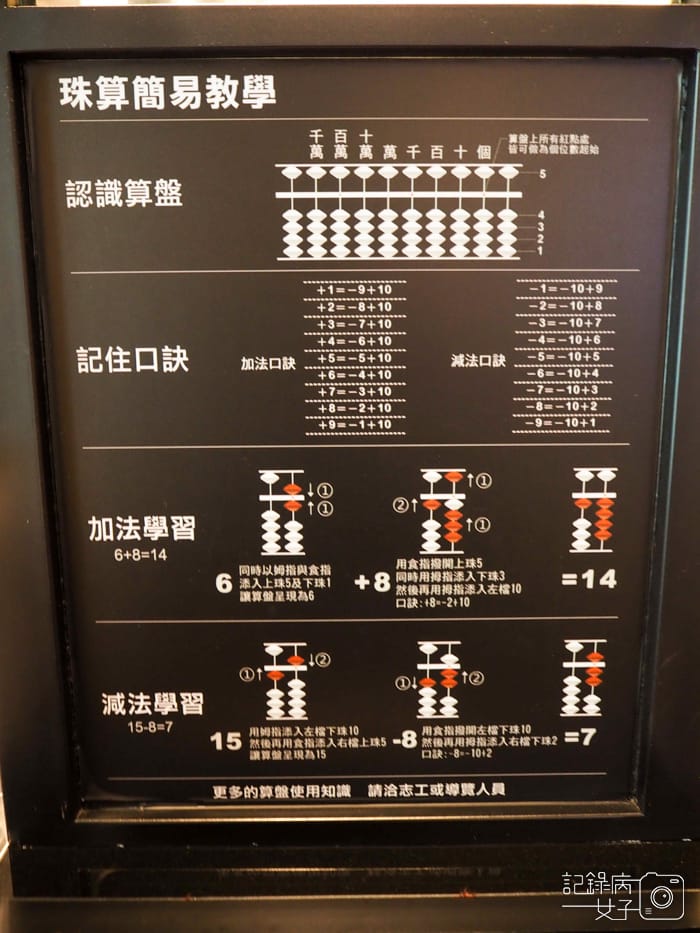 珠算簡易教學
千 百 十
萬 萬 萬 萬 千 百 十 個
算盤上所有紅點處
皆可做為個位數起始
認識算盤
5
4
3
2
1
記住口訣
加法口訣
+1=-9+10
+2=-8+10
+3=-7+10
+4=-6+10
+5=-5+10
+6=-4+10
+7=-3+10
+8=-2+10
+9=-1+10
減法口訣
-1=-10+9
-2=-10+8
-3=-10+7
-4=-10+6
-5=-10+5
-6=-10+4
-7=-10+3
-8=-10+2
-9=-10+1
加法學習
6+8=14
↓①
↑①
6
同時以姆指與食指
添入上珠5及下珠1
讓算盤呈現為6
↑①
②↑
↑①
+8
用食指撥開上珠5
同時用拇指添入下珠3
然後再用拇指添入左檔10
口訣:+8=-2+10
=14
減法學習
15-8=7
↓②
①↑
15
用姆指添入左檔下珠10
然後再用食指添入右檔上珠5
讓算盤呈現為15
①↓
↑②
-8
用食指撥開左檔下珠10
然後再用拇指添入右檔下珠2
口訣:-8=-10+2
=7
更多的算盤使用知識 請洽志工或導覽人員
記錄病
女子